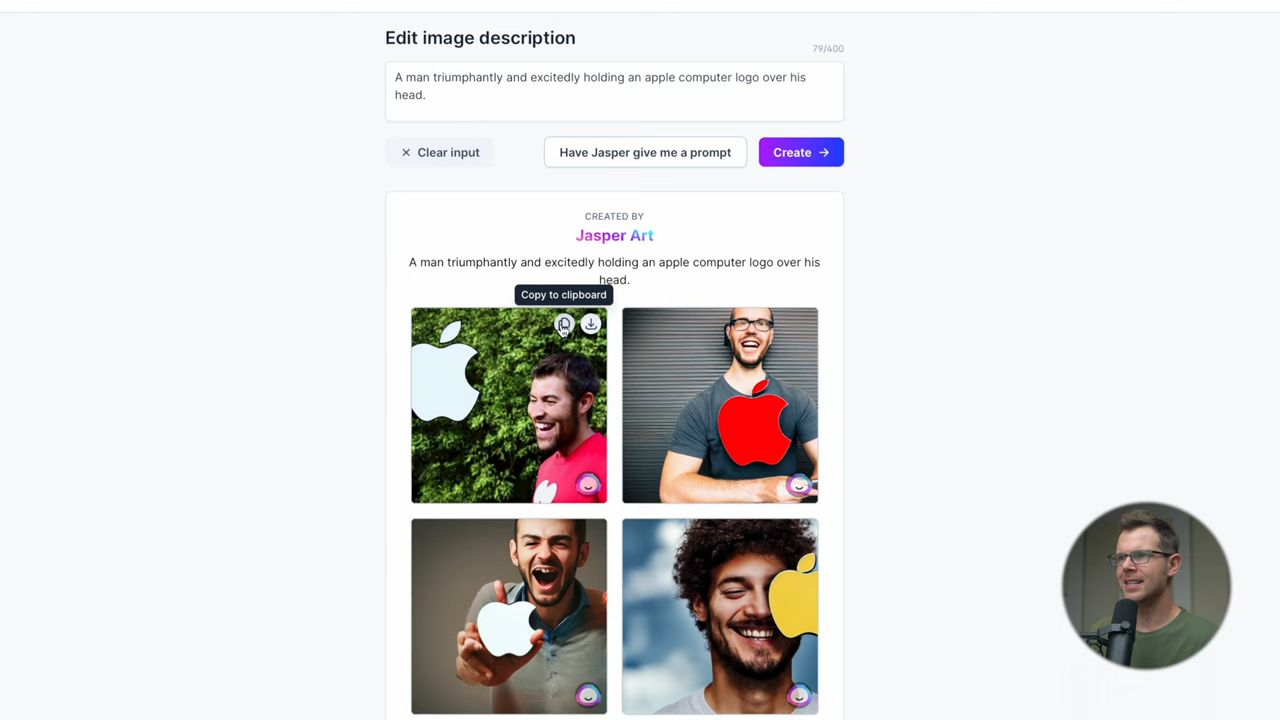 Edit image description
79/400
A man triumphantly and excitedly holding an apple computer logo over his
head.
Clear input
Have Jasper give me a prompt
Create
CREATED BY
Jasper Art
A man triumphantly and excitedly holding an apple computer logo over his
head.
Copy to clipboard